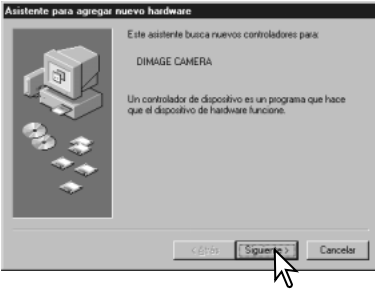 Asistente para agregar nuevo hardware
Este asistente busca nuevos controladores para:
DIMAGE CAMERA
Un controlador de dispositivo es un programa que hace
que el dispositivo de hardware funcione.
< Atrás Siguiente > Cancelar